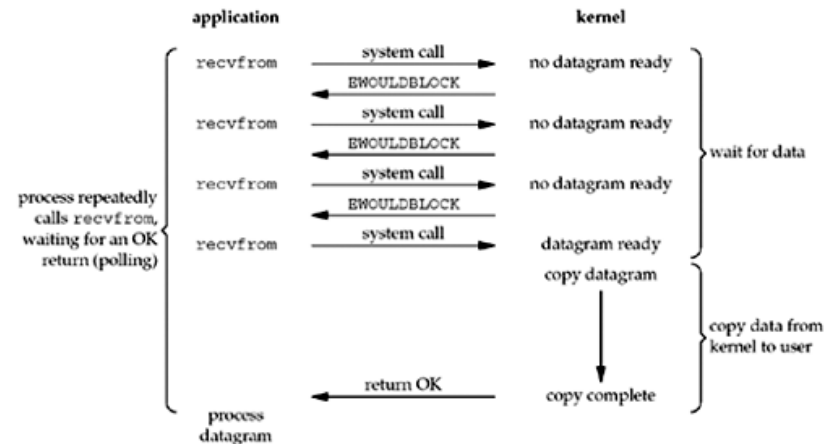 application
kernel
recvfrom
system call
no datagram ready
EWOULDBLOCK
recvfrom
system call
no datagram ready
EWOULDBLOCK
recvfrom
system call
no datagram ready
EWOULDBLOCK
recvfrom
system call
datagram ready
wait for data
process repeatedly
calls recvfrom,
waiting for an OK
return (polling)
copy datagram
copy data from
kernel to user
return OK
copy complete
process
datagram